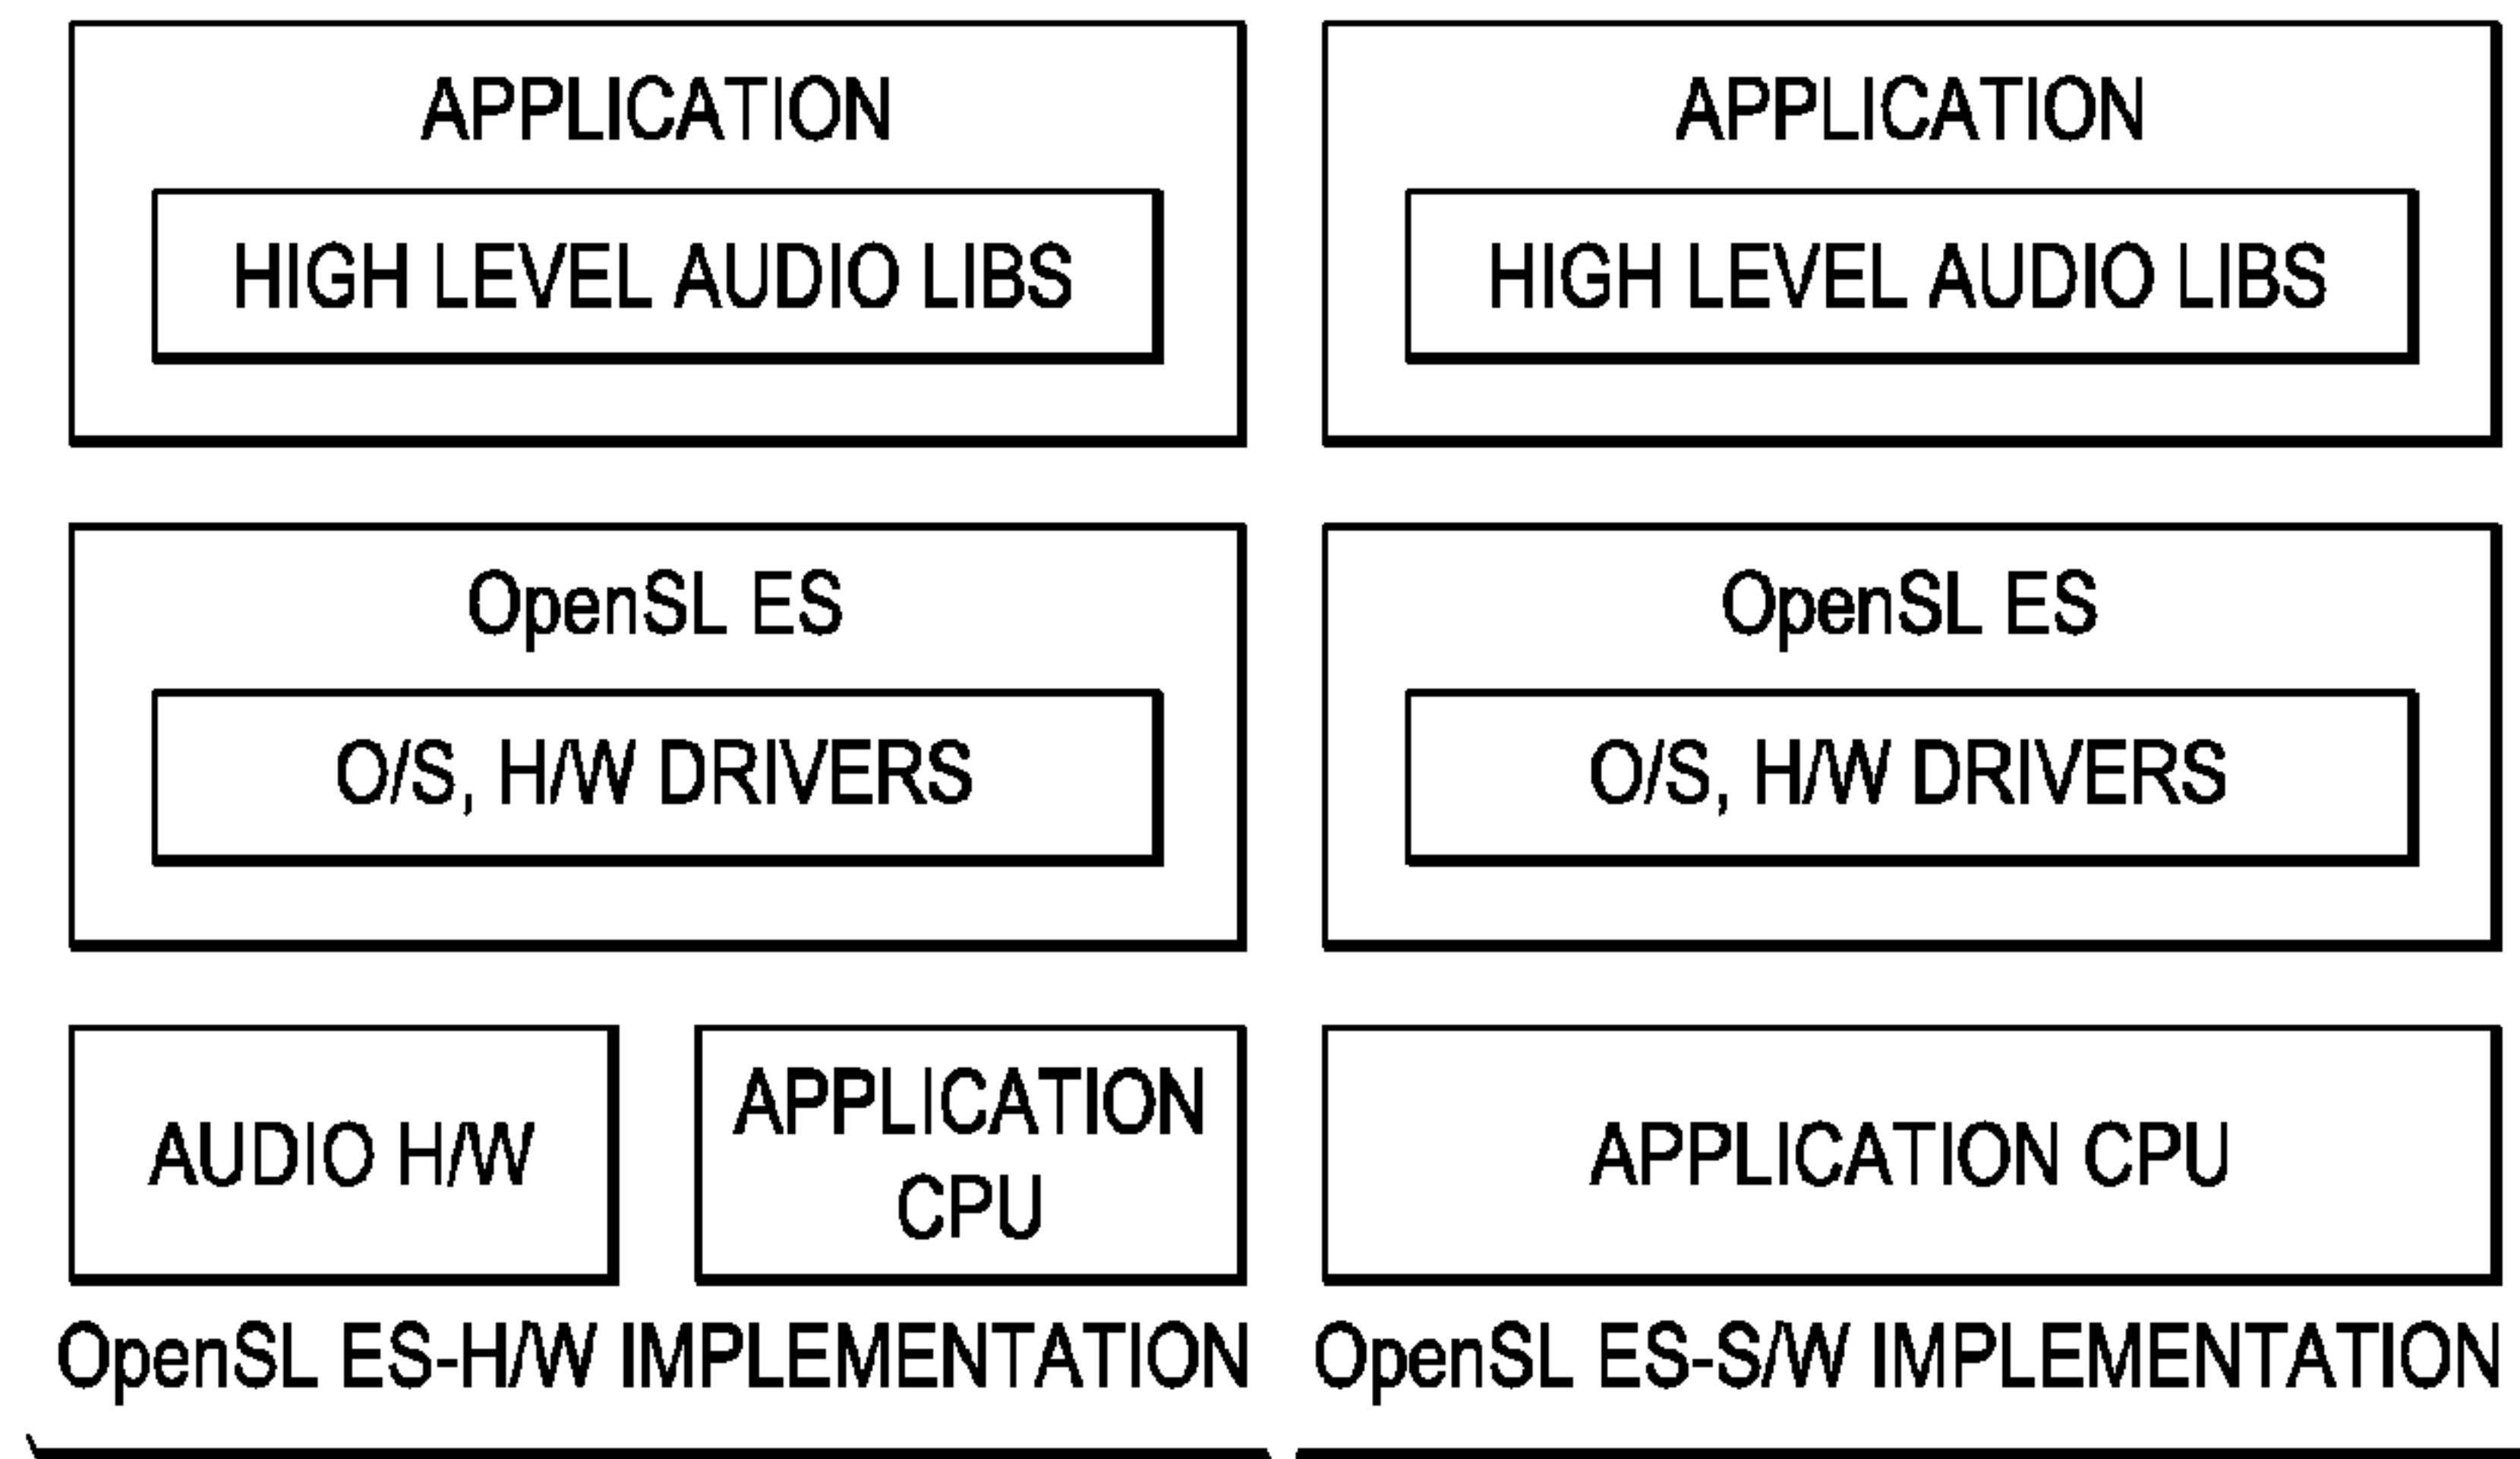 APPLICATION
HIGH LEVEL AUDIO LIBS
OpenSL ES
O/S, H/W DRIVERS
AUDIO H/W
APPLICATION
CPU
OpenSL ES-H/W IMPLEMENTATION
APPLICATION
HIGH LEVEL AUDIO LIBS
OpenSL ES
O/S, H/W DRIVERS
APPLICATION CPU
OpenSL ES-S/W IMPLEMENTATION